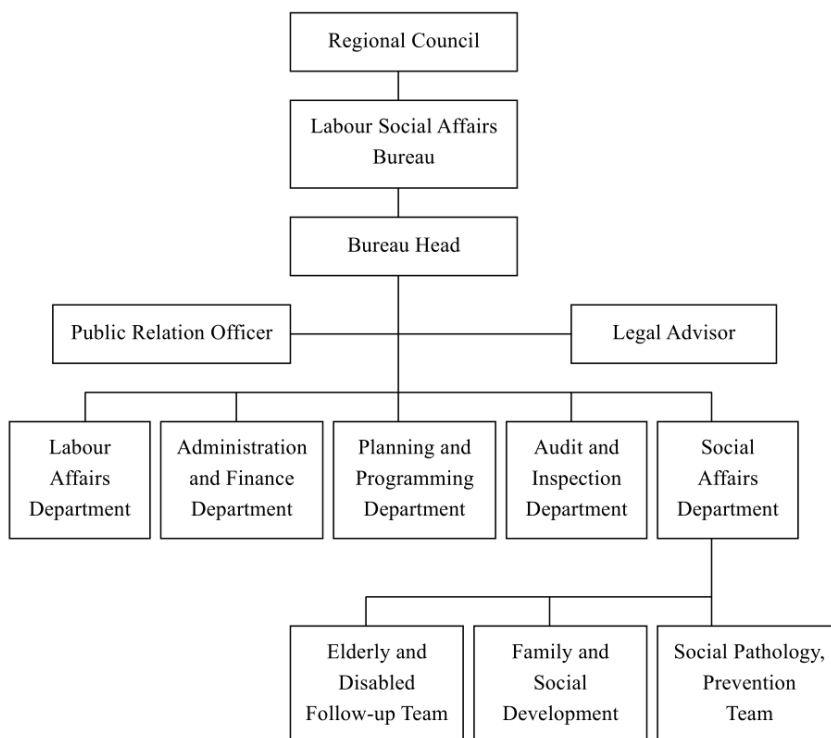 Regional Council
Labour Social Affairs
Bureau
Bureau Head
Public Relation Officer
Legal Advisor
Labour
Affairs
Department
Administration
and Finance
Department
Planning and
Programming
Department
Audit and
Inspection
Department
Social
Affairs
Department
Elderly and
Disabled
Follow-up Team
Family and
Social
Development
Social Pathology,
Prevention
Team